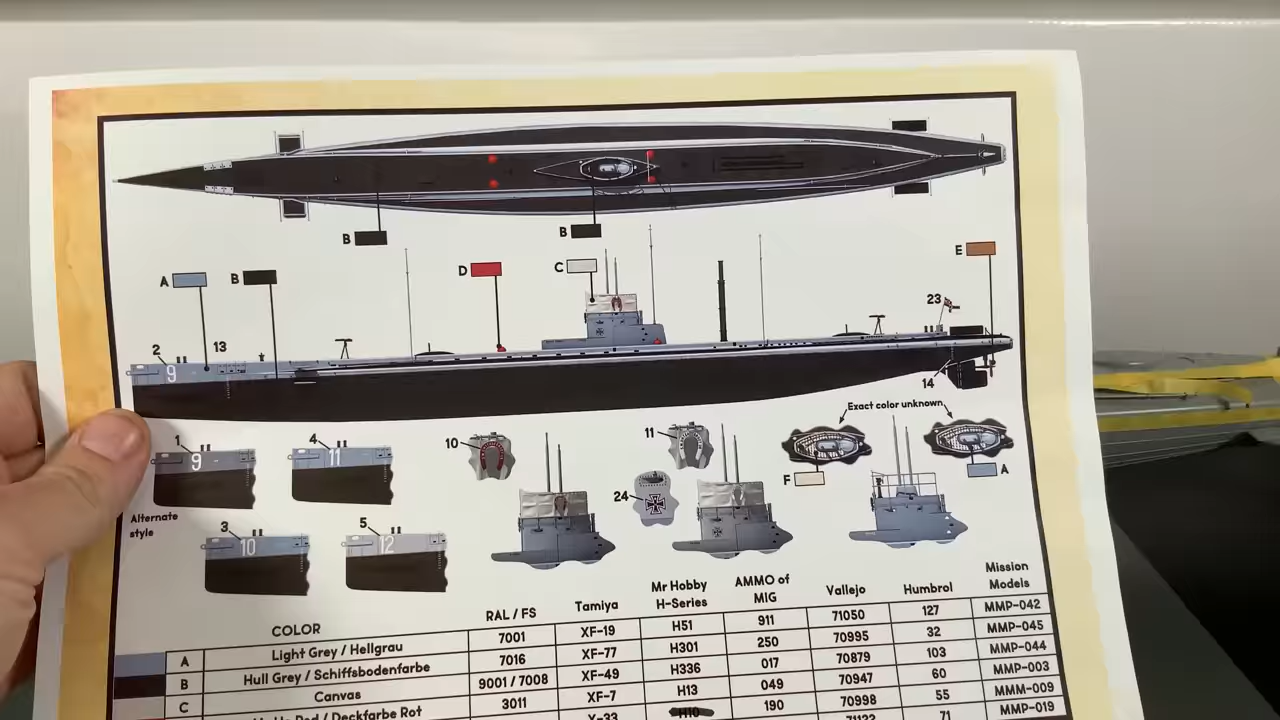 B
B
A
B
D
C
E
23
2
13
9
14
Exact color unknown
1
9
4
11
10
11
F
A
24
Alternate
style
3
10
5
12
COLOR
RAL / FS
Tamiya
Mr Hobby
H-Series
AMMO of
MIG
Vallejo
Humbrol
Mission
Models
A
Light Grey / Hellgrau
7001
XF-19
H51
911
71050
127
MMP-042
B
Hull Grey / Schiffsbodenfarbe
7016
XF-77
H301
250
70995
32
MMP-045
C
Canvas
9001 / 7008
XF-49
H336
017
70879
103
MMP-044
Red / Deckfarbe Rot
3011
XF-7
H13
049
70947
60
MMP-003
X-33
H10
190
70998
55
MMM-009
71
MMP-019